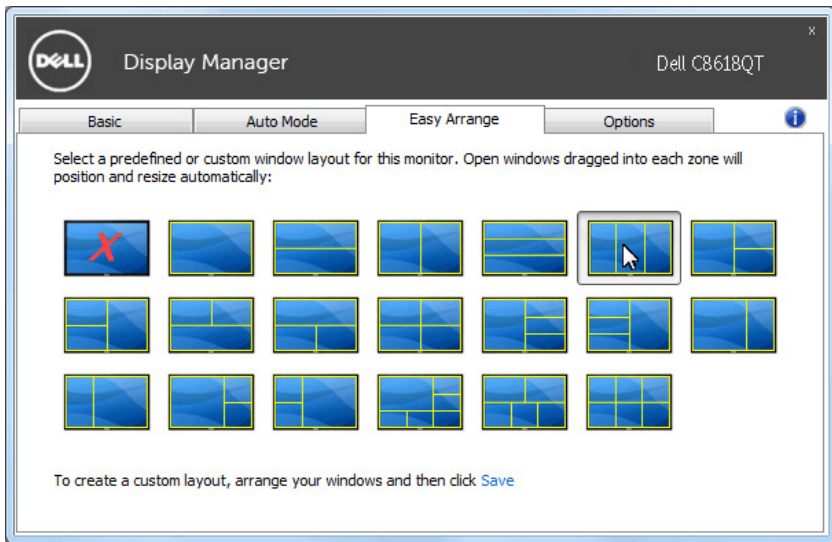 DELL
Display Manager
Dell C8618QT
x
Basic
Auto Mode
Easy Arrange
Options
i
Select a predefined or custom window layout for this monitor. Open windows dragged into each zone will
position and resize automatically:
X
To create a custom layout, arrange your windows and then click Save